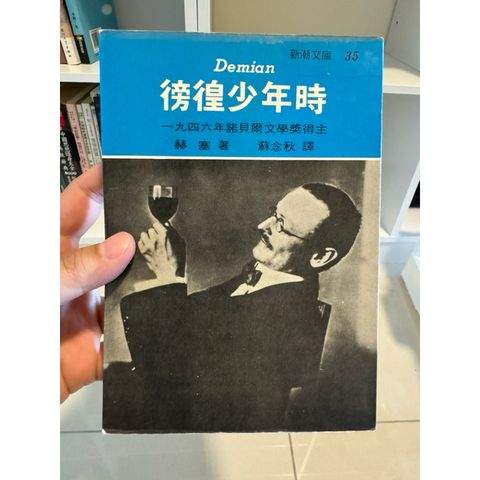 新潮文庫 35
Demian
徬徨少年時
一九四六年諾貝爾文學獎得主
赫塞著 蘇念秋譯